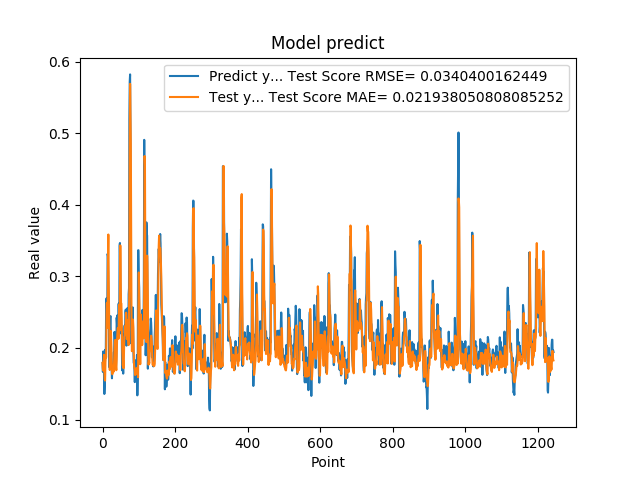 Model predict
Predict y... Test Score RMSE= 0.0340400162449
Test y... Test Score MAE= 0.021938050808085252
0.6
0.5
0.4
0.3
0.2
0.1
Real value
0 200 400 600 800 1000 1200
Point